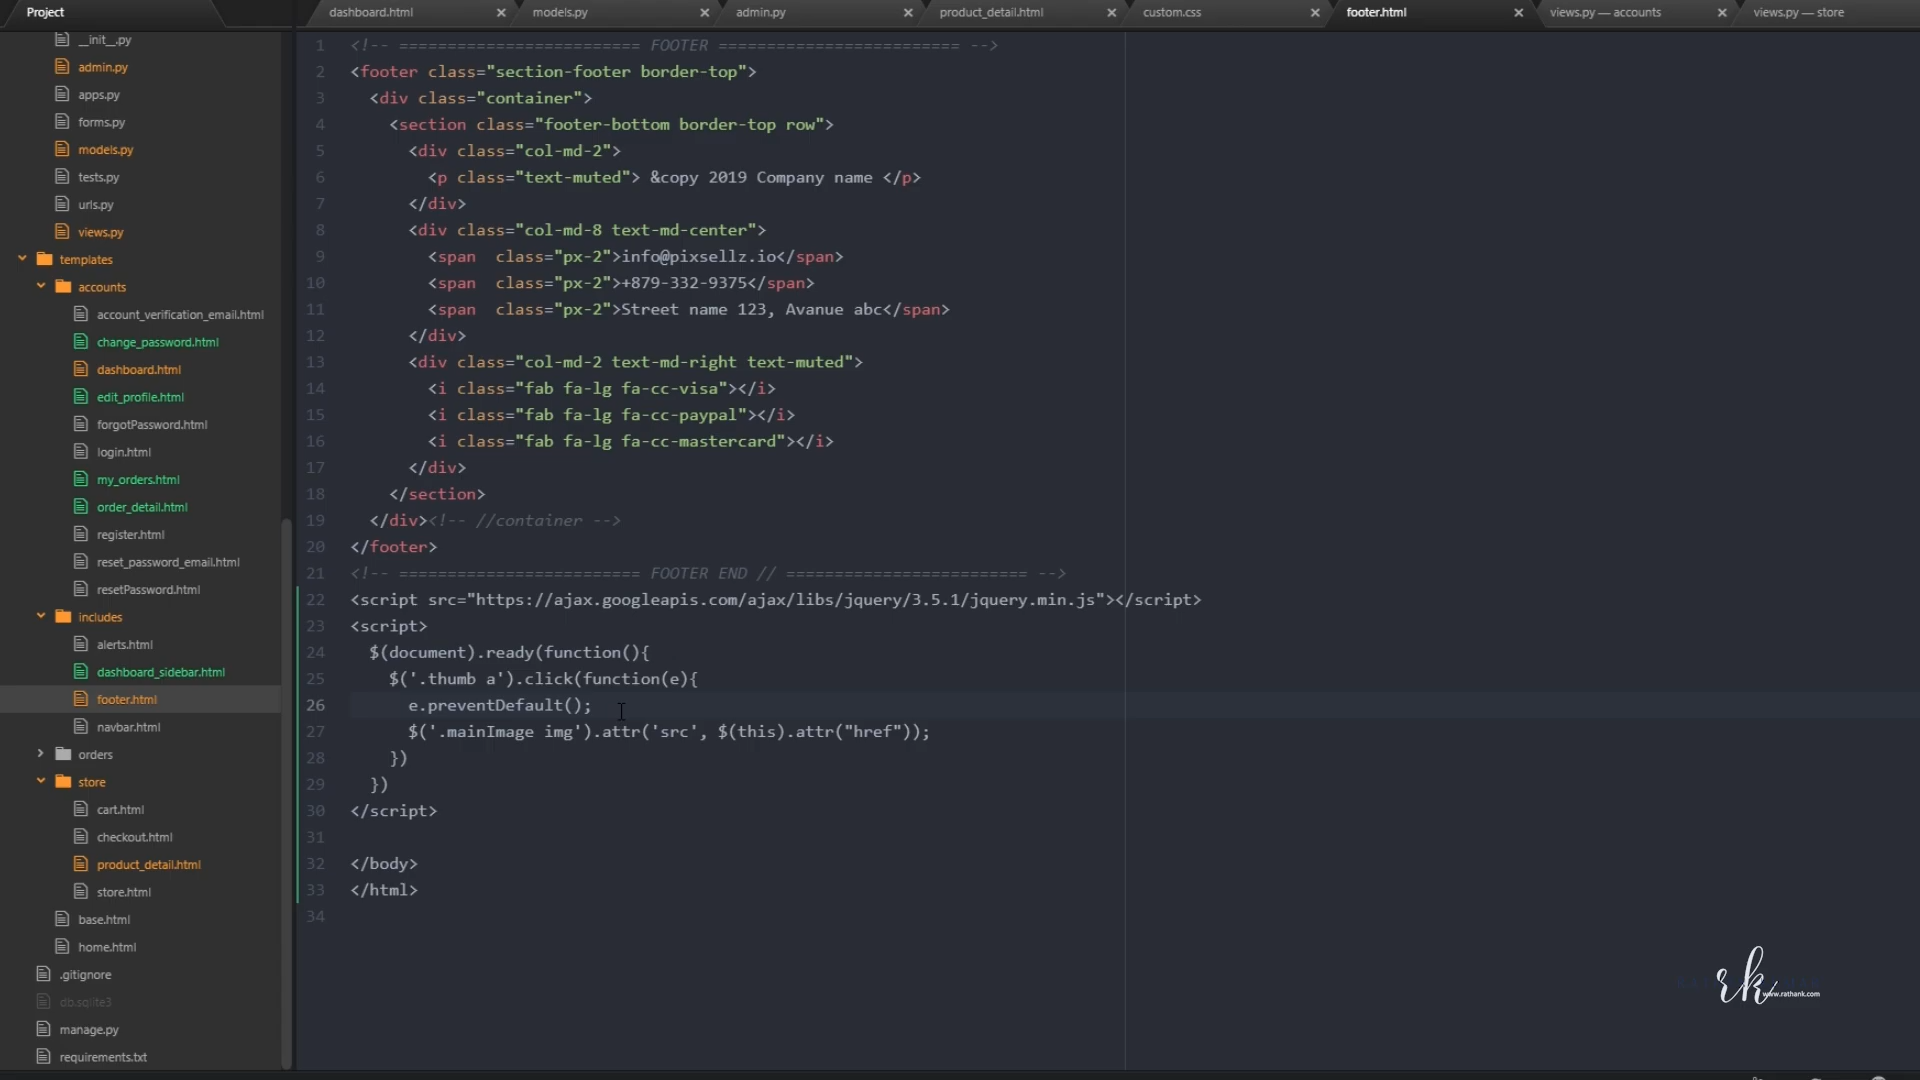 Project
dashboard.html
models.py
admin.py
product_detail.html
custom.css
footer.html
views.py — accounts
views.py — store
__init__.py
admin.py
apps.py
forms.py
models.py
tests.py
urls.py
views.py
templates
accounts
account_verification_email.html
change_password.html
dashboard.html
edit_profile.html
forgotPassword.html
login.html
my_orders.html
order_detail.html
register.html
reset_password_email.html
resetPassword.html
includes
alerts.html
dashboard_sidebar.html
footer.html
navbar.html
orders
store
cart.html
checkout.html
product_detail.html
store.html
base.html
home.html
.gitignore
db.sqlite3
manage.py
requirements.txt
1 <!-- ========================= FOOTER ========================= -->
2 <footer class="section-footer border-top">
3 <div class="container">
4 <section class="footer-bottom border-top row">
5 <div class="col-md-2">
6 <p class="text-muted"> &copy 2019 Company name </p>
7 </div>
8 <div class="col-md-8 text-md-center">
9 <span  class="px-2">info@pixsellz.io</span>
10 <span  class="px-2">+879-332-9375</span>
11 <span  class="px-2">Street name 123, Avanue abc</span>
12 </div>
13 <div class="col-md-2 text-md-right text-muted">
14 <i class="fab fa-lg fa-cc-visa"></i>
15 <i class="fab fa-lg fa-cc-paypal"></i>
16 <i class="fab fa-lg fa-cc-mastercard"></i>
17 </div>
18 </section>
19 </div><!-- //container -->
20 </footer>
21 <!-- ========================= FOOTER END // ========================= -->
22 <script src="https://ajax.googleapis.com/ajax/libs/jquery/3.5.1/jquery.min.js"></script>
23 <script>
24 $(document).ready(function(){
25 $('.thumb a').click(function(e){
26 e.preventDefault();
27 $('.mainImage img').attr('src', $(this).attr("href"));
28 })
29 })
30 </script>
31
32 </body>
33 </html>
34
rk
www.rathank.com